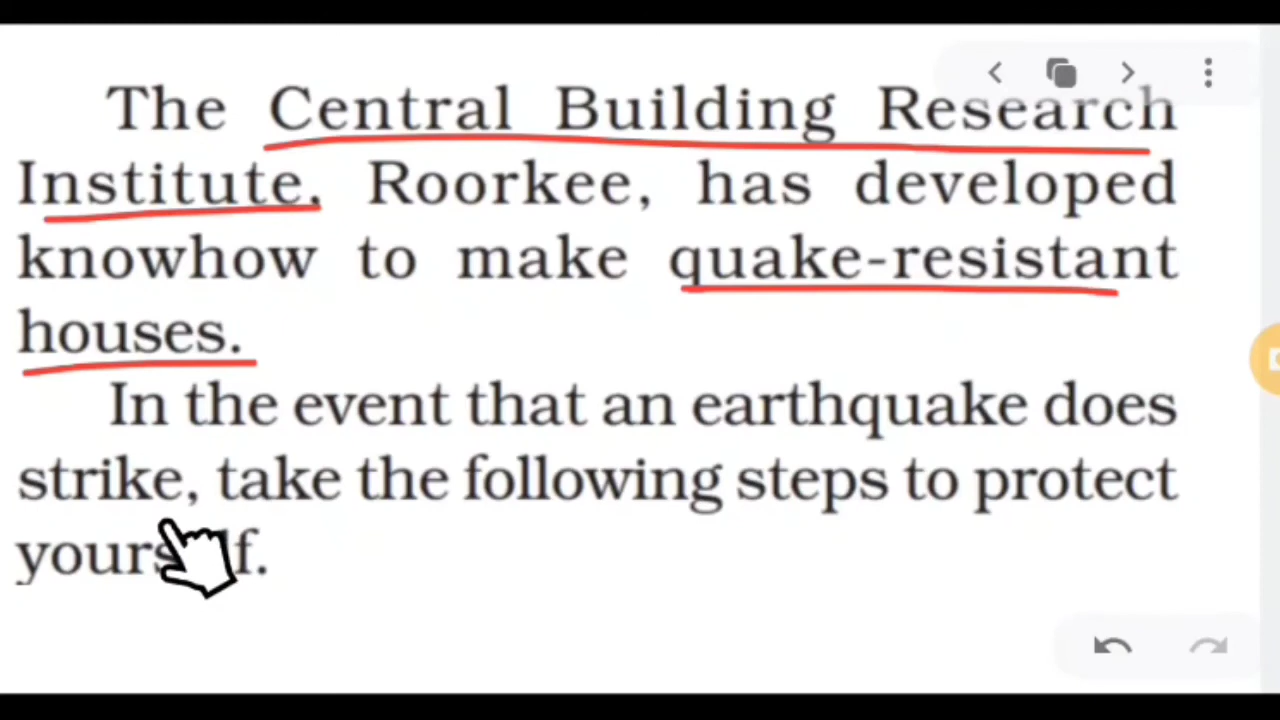 The Central Building Research
Institute, Roorkee, has developed
knowhow to make quake-resistant
houses.
In the event that an earthquake does
strike, take the following steps to protect
yourself.